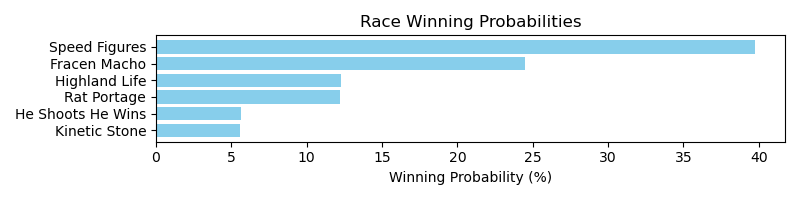 Race Winning Probabilities
Speed Figures
Fracen Macho
Highland Life
Rat Portage
He Shoots He Wins
Kinetic Stone
0 5 10 15 20 25 30 35 40
Winning Probability (%)